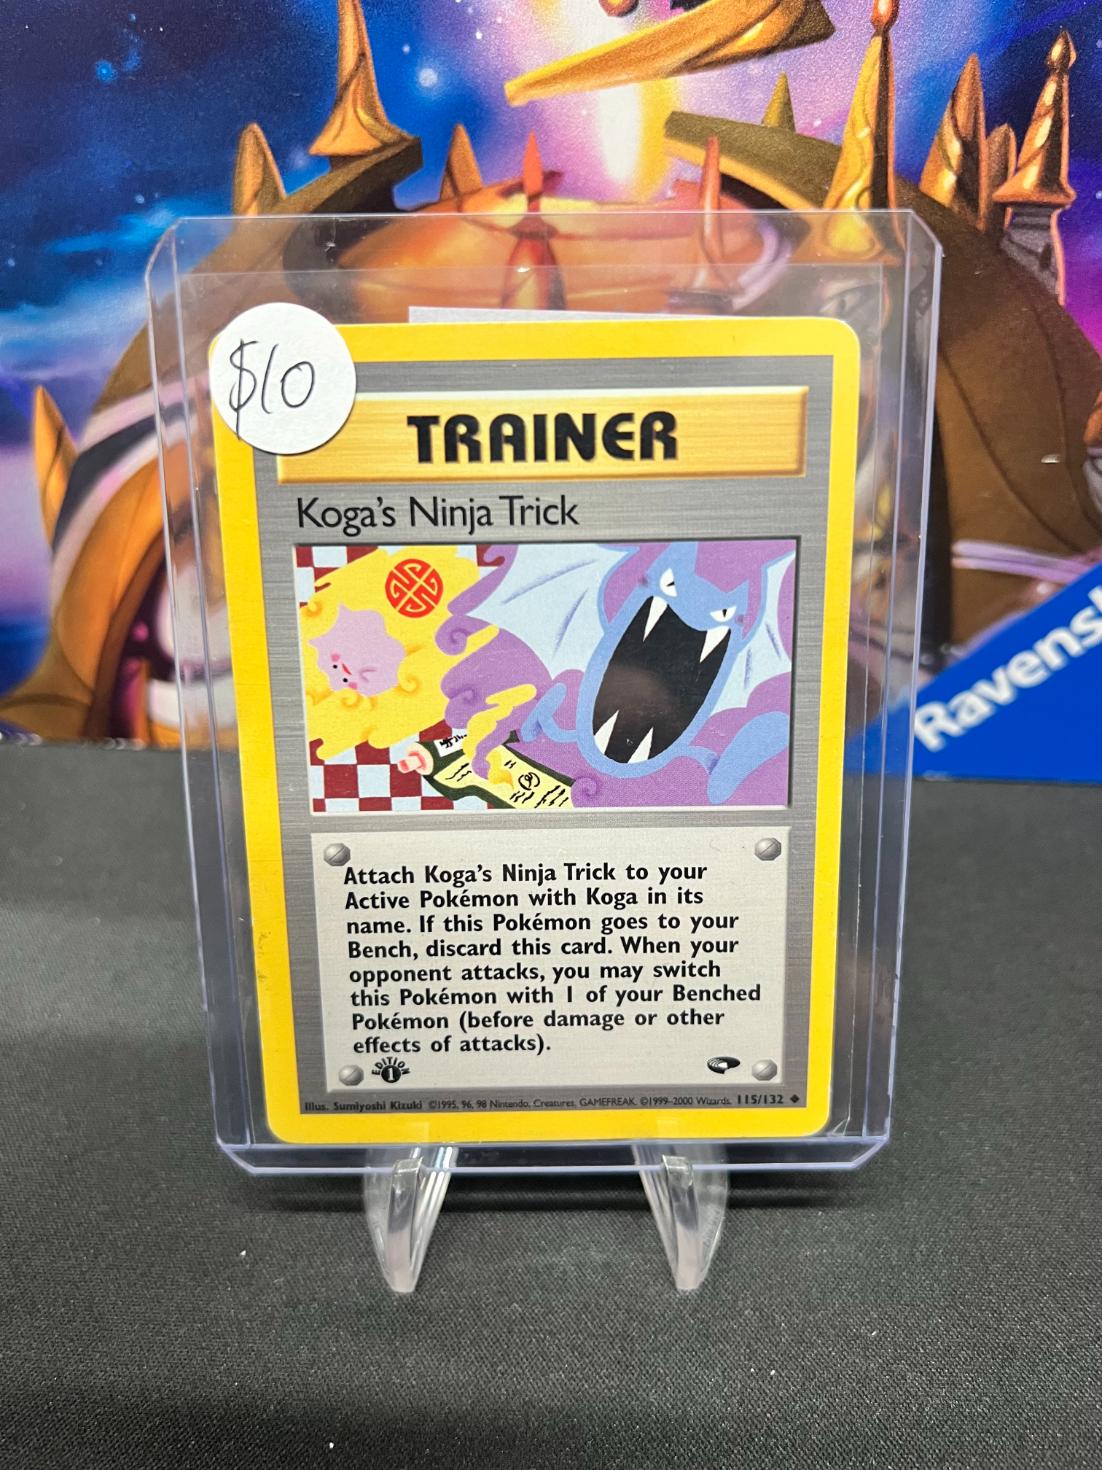 $10
TRAINER
Koga's Ninja Trick
Attach Koga's Ninja Trick to your
Active Pokémon with Koga in its
name. If this Pokémon goes to your
Bench, discard this card. When your
opponent attacks, you may switch
this Pokémon with 1 of your Benched
Pokémon (before damage or other
effects of attacks).
EDITION
1
Illus. Sumiyoshi Kizuki ©1995, 96, 98 Nintendo, Creatures, GAMEFREAK. ©1999-2000 Wizards. 115/132 ◆
Ravens